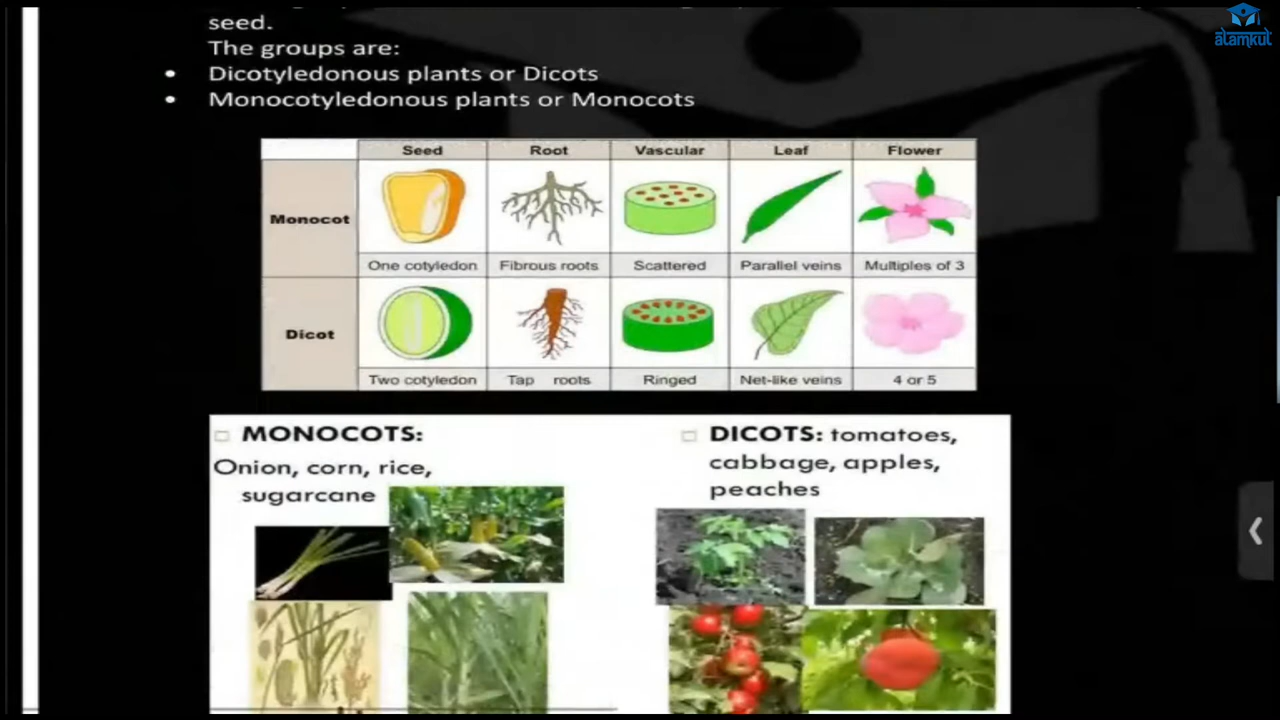 alamkul
seed.
The groups are:
• Dicotyledonous plants or Dicots
• Monocotyledonous plants or Monocots
Seed Root Vascular Leaf Flower
Monocot
One cotyledon Fibrous roots Scattered Parallel veins Multiples of 3
Dicot
Two cotyledon Tap roots Ringed Net-like veins 4 or 5
MONOCOTS:
Onion, corn, rice,
sugarcane
DICOTS: tomatoes,
cabbage, apples,
peaches